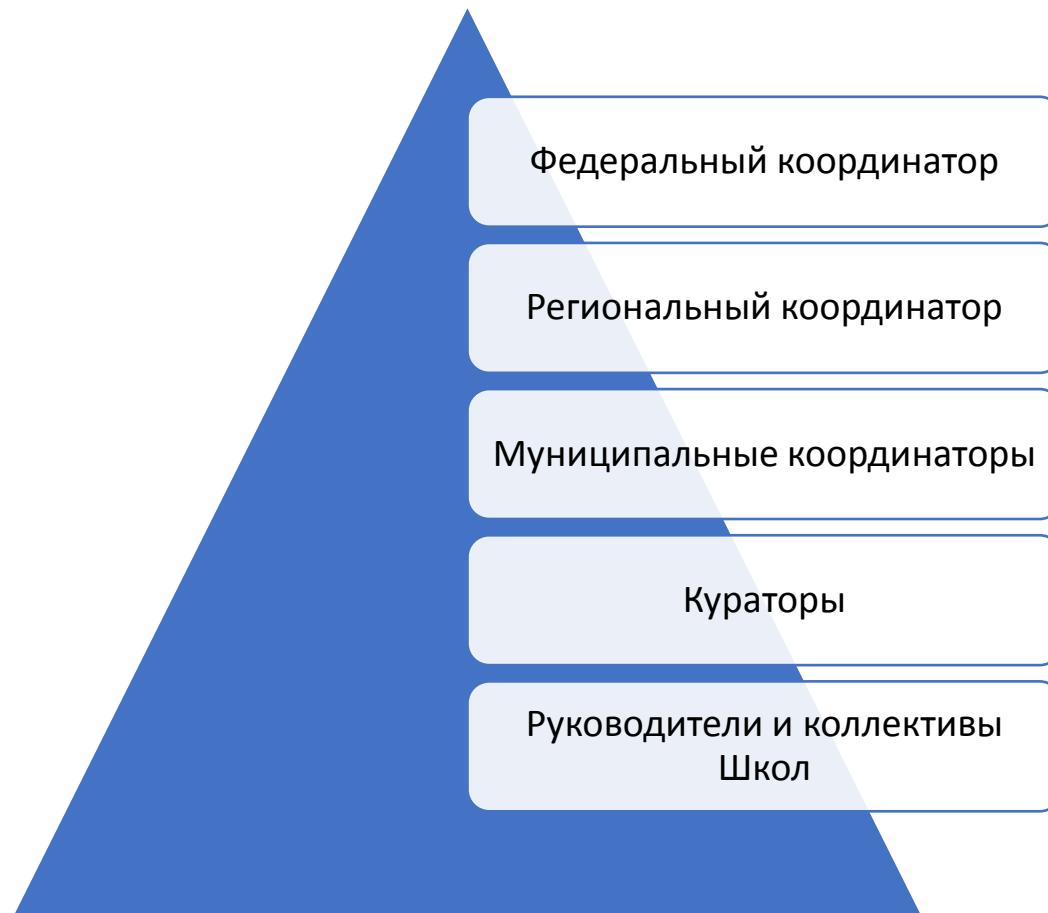 Федеральный координатор
Региональный координатор
Муниципальные координаторы
Кураторы
Руководители и коллективы
Школ